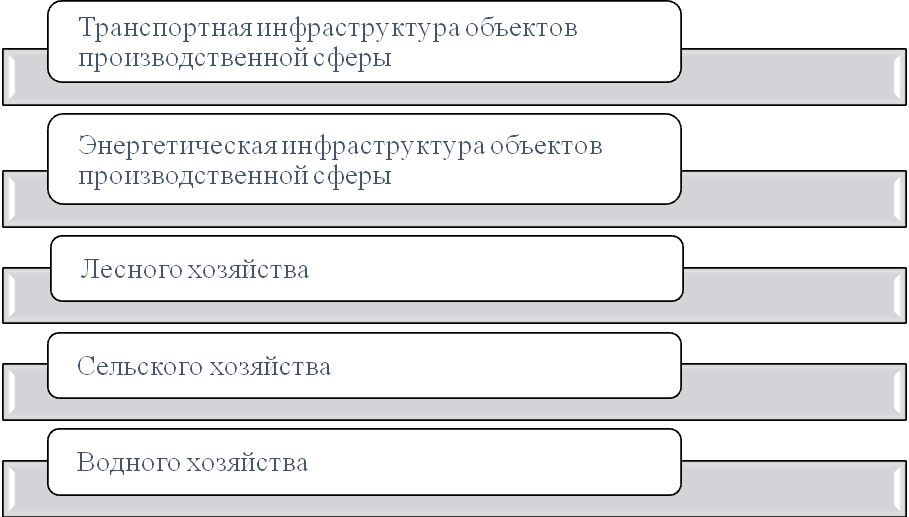 Транспортная инфраструктура объектов
производственной сферы
Энергетическая инфраструктура объектов
производственной сферы
Лесного хозяйства
Сельского хозяйства
Водного хозяйства